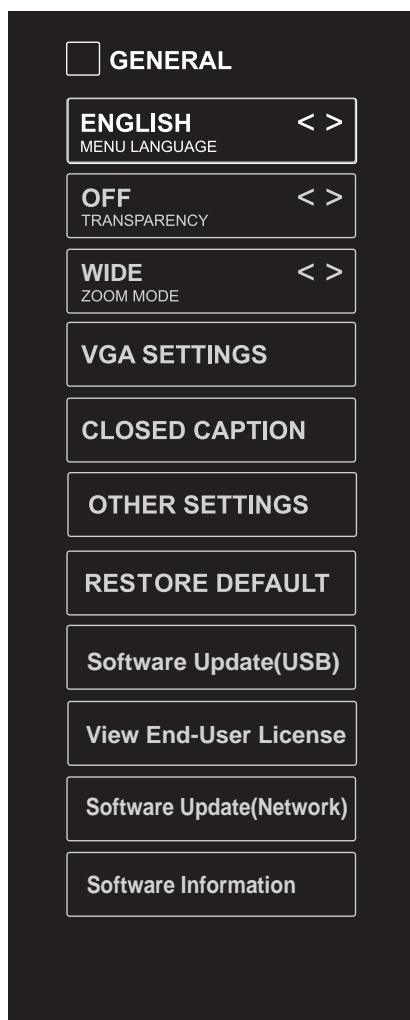 GENERAL
ENGLISH < >
MENU LANGUAGE
OFF < >
TRANSPARENCY
WIDE < >
ZOOM MODE
VGA SETTINGS
CLOSED CAPTION
OTHER SETTINGS
RESTORE DEFAULT
Software Update(USB)
View End-User License
Software Update(Network)
Software Information